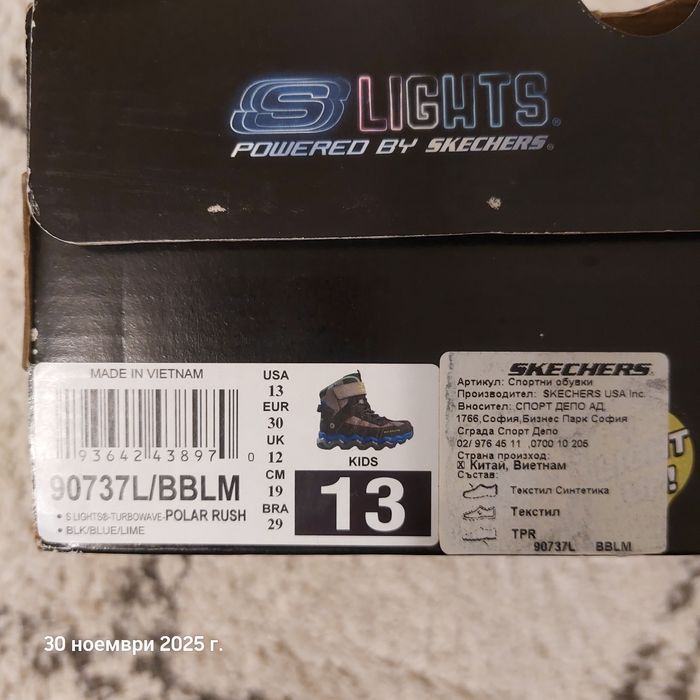 S LIGHTS®
POWERED BY SKECHERS®
MADE IN VIETNAM
93642 43897 0
90737L/BBLM
• S LIGHTS®-TURBOWAVE-POLAR RUSH
• BLK/BLUE/LIME
USA
13
EUR
30
UK
12
CM
19
BRA
29
KIDS
13
SKECHERS
Артикул: Спортни обувки
Производител: SKECHERS USA Inc.
Вносител: СПОРТ ДЕПО АД,
1766,София,Бизнес Парк София
Сграда Спорт Депо
02/ 976 45 11 ,0700 10 205
Страна произход:
☒ Китай, Виетнам
Състав:
Текстил Синтетика
Текстил
TPR
90737L BBLM
30 ноември 2025 г.